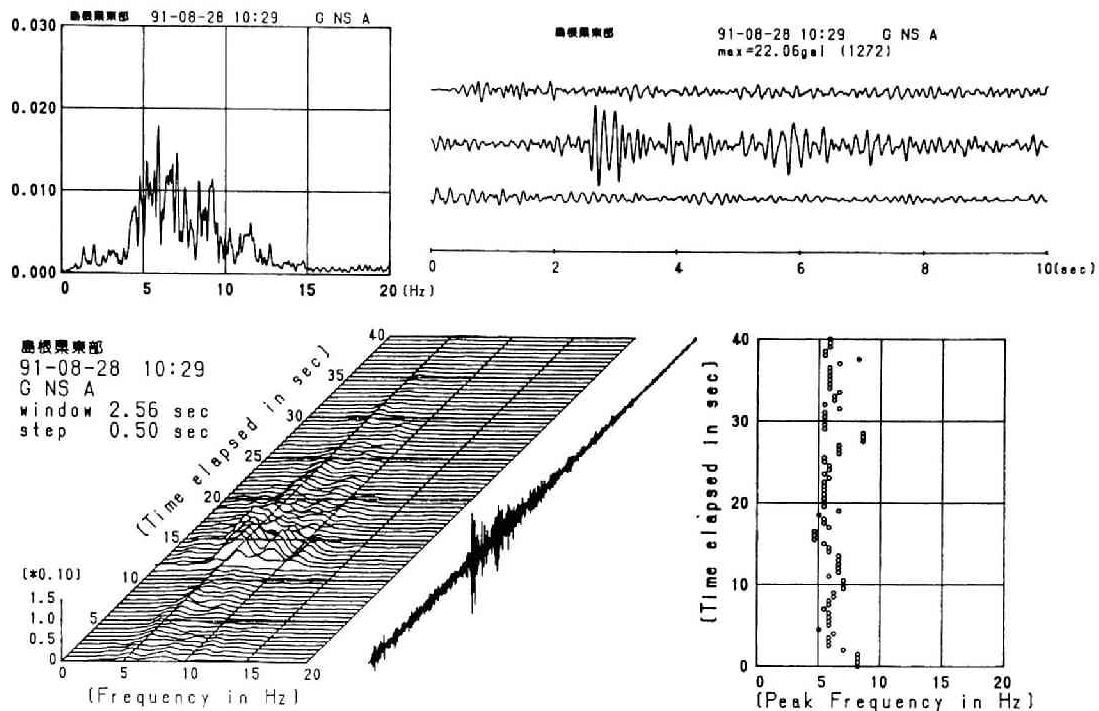 島根県東部 91-08-28 10:29 G NS A
0.030
0.020
0.010
0.000
0 5 10 15 20 (Hz)
島根県東部 91-08-28 10:29 G NS A
max=22.06gal (1272)
0 2 4 6 8 10(sec)
島根県東部
91-08-28 10:29
G NS A
window 2.56 sec
step 0.50 sec
(Time elapsed in sec)
40
35
30
25
20
15
10
5
(*0.10)
1.5
1.0
0.5
0
0 5 10 15 20
(Frequency in Hz)
(Time elapsed in sec)
40
30
20
10
0
0 5 10 15 20
(Peak Frequency in Hz)